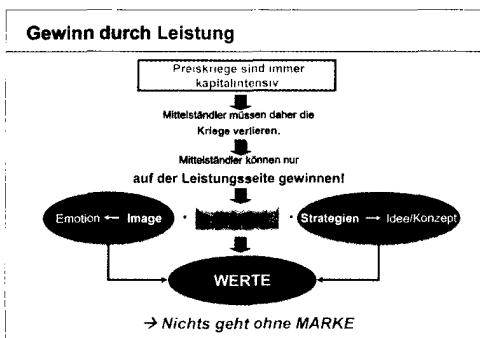 Gewinn durch Leistung
Preiskriege sind immer
kapitalintensiv
Mittelständler müssen daher die
Kriege verlieren.
Mittelständler können nur
auf der Leistungsseite gewinnen!
Emotion ← Image · · Strategien → Idee/Konzept
WERTE
→ Nichts geht ohne MARKE